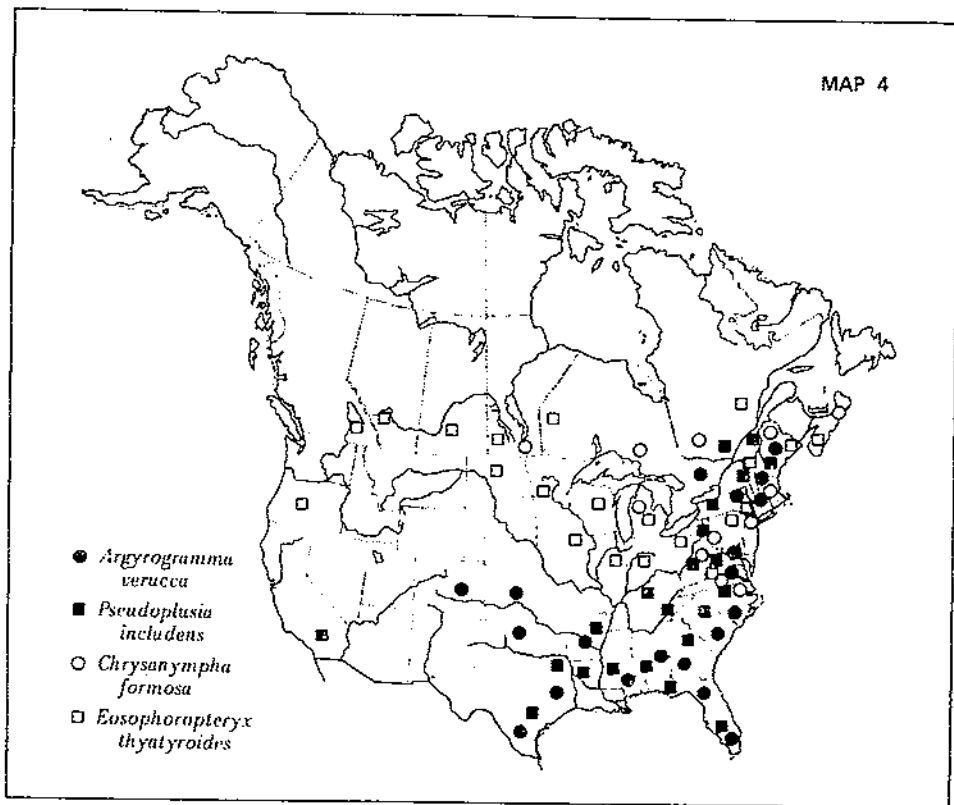 MAP 4
Argyrogramma
verucca
Pseudoplusia
includens
Chrysanympha
formosa
Eosophoropteryx
thyatyroides